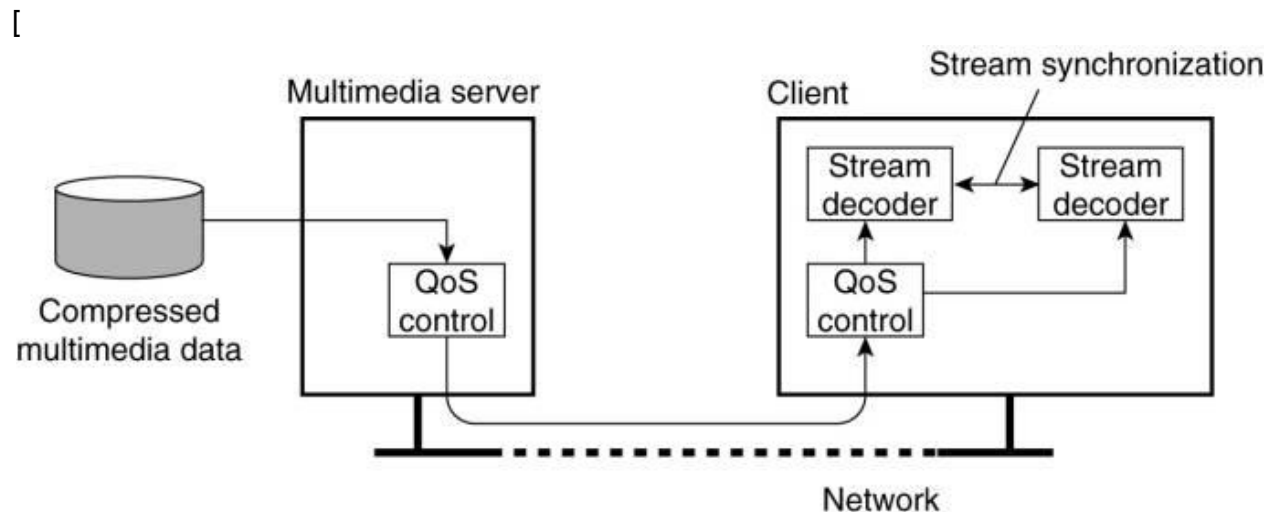 [
Stream synchronization
Multimedia server
Client
Stream
decoder
Stream
decoder
QoS
control
QoS
control
Compressed
multimedia data
Network